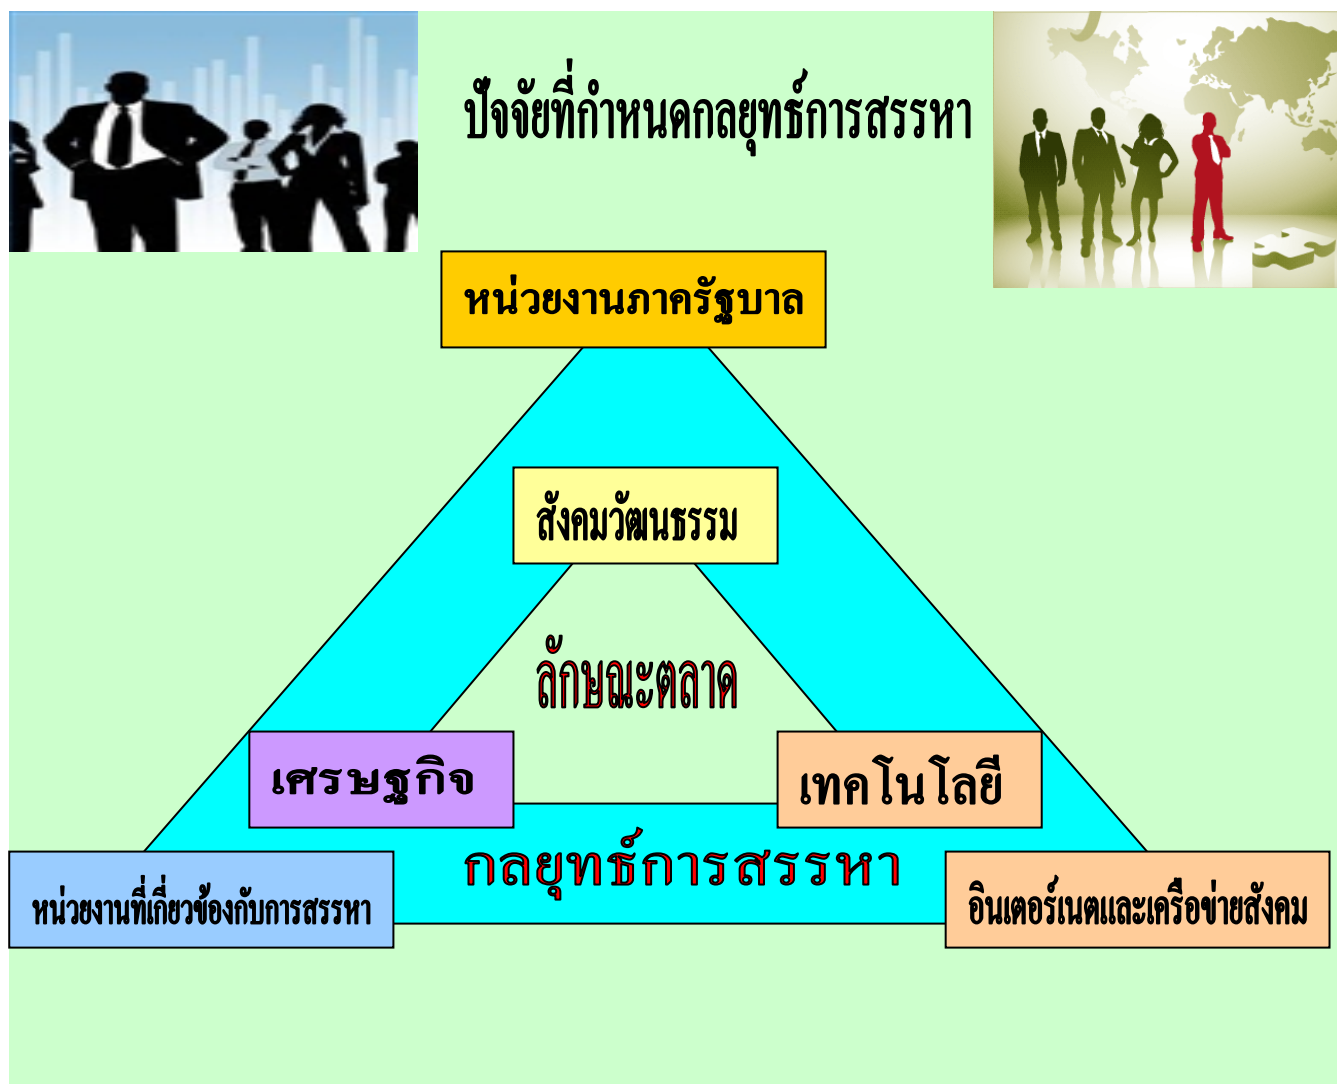 ปัจจัยที่กำหนดกลยุทธ์การสรรหา
หน่วยงานภาครัฐบาล
สังคมวัฒนธรรม
ลักษณะตลาด
เศรษฐกิจ
เทคโนโลยี
กลยุทธ์การสรรหา
หน่วยงานที่เกี่ยวข้องกับการสรรหา
อินเตอร์เนตและเครือข่ายสังคม